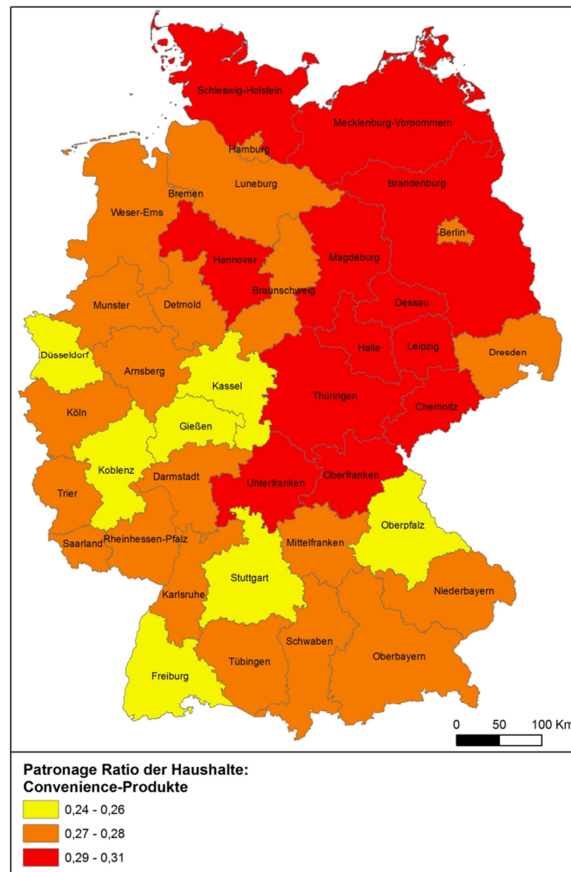 Schleswig-Holstein
Mecklenburg-Vorpommern
Hamburg
Brandenburg
Luneburg
Bremen
Weser-Ems
Berlin
Hannover
Magdeburg
Braunschweig
Munster
Detmold
Dessau
Düsseldorf
Halle
Leipzig
Dresden
Arnsberg
Kassel
Köln
Thüringen
Chemnitz
Gießen
Koblenz
Darmstadt
Unterfranken
Oberfranken
Trier
Oberpfalz
Saarland
Rheinhessen-Pfalz
Mittelfranken
Stuttgart
Karlsruhe
Niederbayern
Schwaben
Tübingen
Oberbayern
Freiburg
0 50 100 Km
Patronage Ratio der Haushalte:
Convenience-Produkte
0,24 - 0,26
0,27 - 0,28
0,29 - 0,31